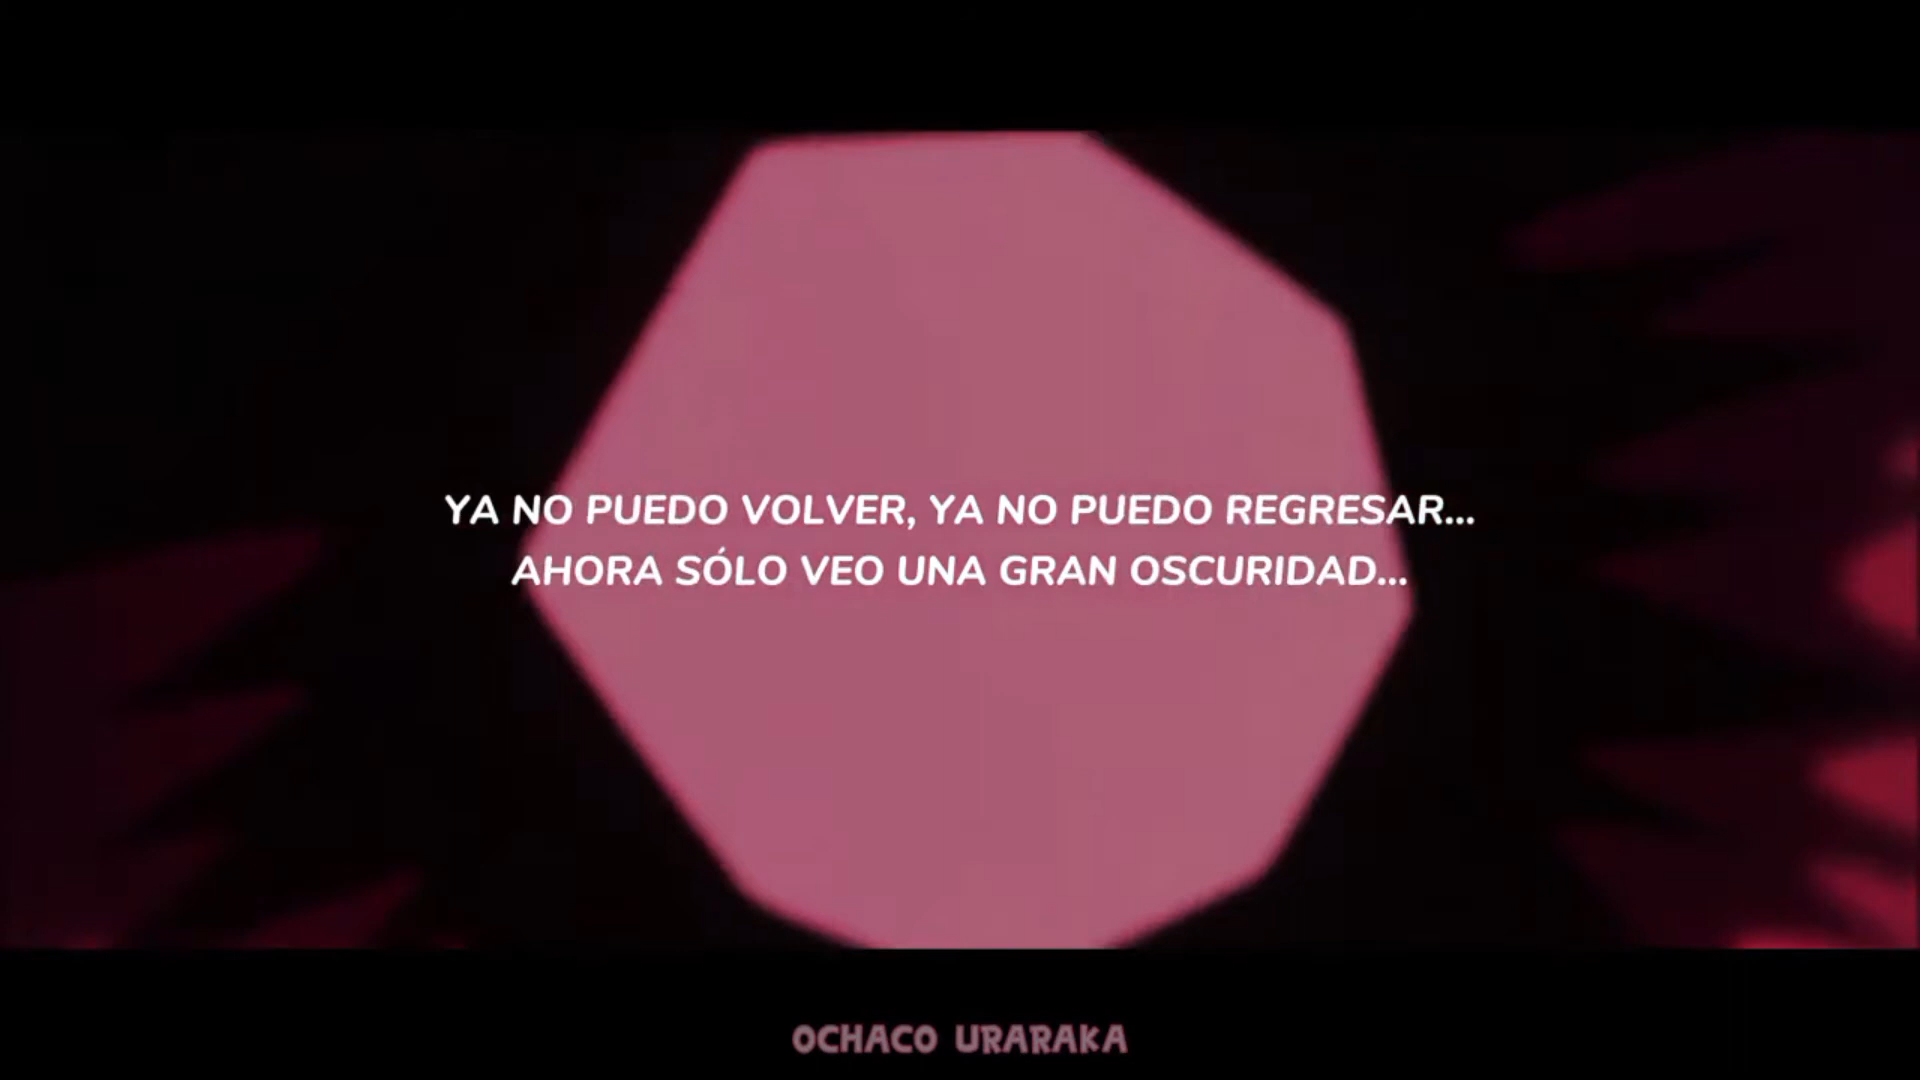 YA NO PUEDO VOLVER, YA NO PUEDO REGRESAR...
AHORA SÓLO VEO UNA GRAN OSCURIDAD...
OCHACO URARAKA